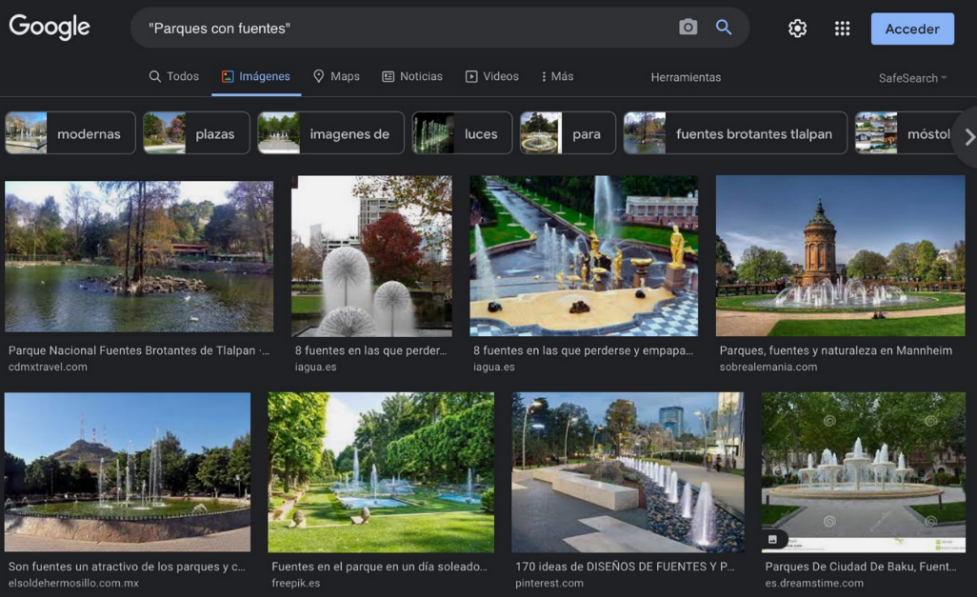 Google
"Parques con fuentes"
Acceder
Todos
Imágenes
Maps
Noticias
Videos
Más
Herramientas
SafeSearch
modernas
plazas
imagenes de
luces
para
fuentes brotantes tlalpan
móstol
Parque Nacional Fuentes Brotantes de Tlalpan ·...
cdmxtravel.com
8 fuentes en las que perder...
iagua.es
8 fuentes en las que perderse y empapa...
iagua.es
Parques, fuentes y naturaleza en Mannheim
sobrealemania.com
Son fuentes un atractivo de los parques y c...
elsoldehermosillo.com.mx
Fuentes en el parque en un día soleado...
freepik.es
170 ideas de DISEÑOS DE FUENTES Y P...
pinterest.com
Parques De Ciudad De Baku, Fuent...
es.dreamstime.com